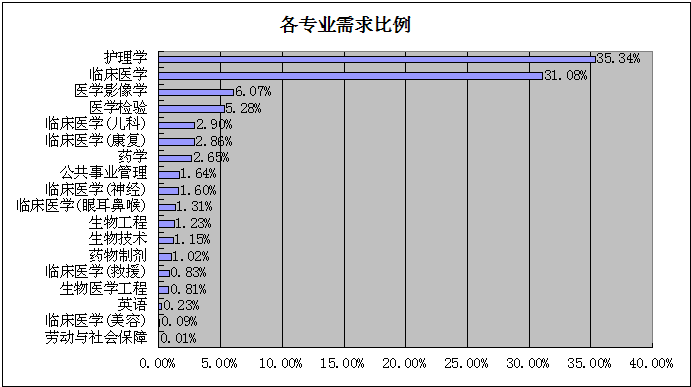 各专业需求比例
护理学 35.34%
临床医学 31.08%
医学影像学 6.07%
医学检验 5.28%
临床医学(儿科) 2.90%
临床医学(康复) 2.86%
药学 2.65%
公共事业管理 1.64%
临床医学(神经) 1.60%
临床医学(眼耳鼻喉) 1.31%
生物工程 1.23%
生物技术 1.15%
药物制剂 1.02%
临床医学(救援) 0.83%
生物医学工程 0.81%
英语 0.23%
临床医学(美容) 0.09%
劳动与社会保障 0.01%
0.00% 5.00% 10.00% 15.00% 20.00% 25.00% 30.00% 35.00% 40.00%